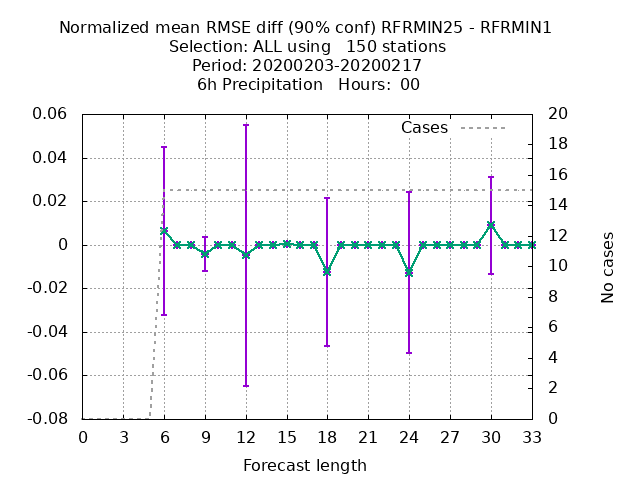 Normalized mean RMSE diff (90% conf) RFRMIN25 - RFRMIN1
Selection: ALL using   150 stations
Period: 20200203-20200217
6h Precipitation   Hours:  00
Cases
0.06
0.04
0.02
0
-0.02
-0.04
-0.06
-0.08
20
18
16
14
12
10
8
6
4
2
0
No cases
0 3 6 9 12 15 18 21 24 27 30 33
Forecast length